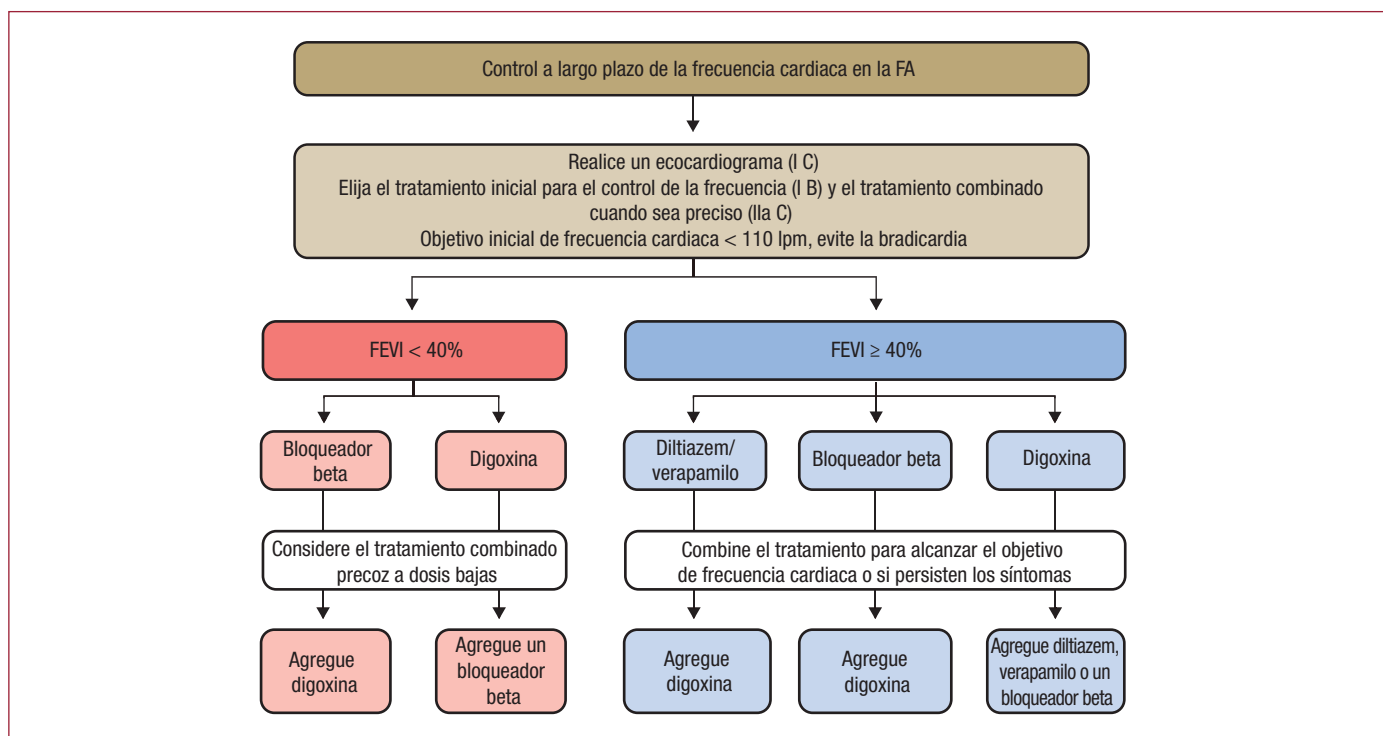 Control a largo plazo de la frecuencia cardiaca en la FA
Realice un ecocardiograma (I C)
Elija el tratamiento inicial para el control de la frecuencia (I B) y el tratamiento combinado
cuando sea preciso (IIa C)
Objetivo inicial de frecuencia cardiaca < 110 lpm, evite la bradicardia
FEVI < 40%
FEVI ≥ 40%
Bloqueador
beta
Digoxina
Diltiazem/
verapamilo
Bloqueador beta
Digoxina
Considere el tratamiento combinado
precoz a dosis bajas
Combine el tratamiento para alcanzar el objetivo
de frecuencia cardiaca o si persisten los síntomas
Agregue
digoxina
Agregue un
bloqueador
beta
Agregue
digoxina
Agregue
digoxina
Agregue diltiazem,
verapamilo o un
bloqueador beta